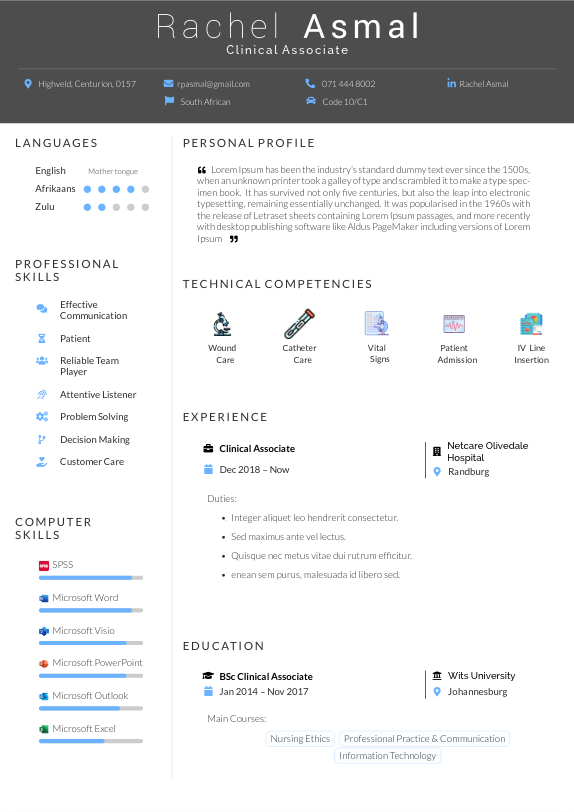 Rachel Asmal
Clinical Associate
Highveld, Centurion, 0157
rpasmal@gmail.com
071 444 8002
Rachel Asmal
South African
Code 10/C1
LANGUAGES
English Mother tongue
Afrikaans
Zulu
PROFESSIONAL
SKILLS
Effective
Communication
Patient
Reliable Team
Player
Attentive Listener
Problem Solving
Decision Making
Customer Care
COMPUTER
SKILLS
SPSS
Microsoft Word
Microsoft Visio
Microsoft PowerPoint
Microsoft Outlook
Microsoft Excel
PERSONAL PROFILE
❝ Lorem Ipsum has been the industry's standard dummy text ever since the 1500s,
when an unknown printer took a galley of type and scrambled it to make a type spec-
imen book. It has survived not only five centuries, but also the leap into electronic
typesetting, remaining essentially unchanged. It was popularised in the 1960s with
the release of Letraset sheets containing Lorem Ipsum passages, and more recently
with desktop publishing software like Aldus PageMaker including versions of Lorem
Ipsum ❞
TECHNICAL COMPETENCIES
Wound
Care
Catheter
Care
Vital
Signs
Patient
Admission
IV Line
Insertion
EXPERIENCE
Clinical Associate
Dec 2018 – Now
Netcare Olivedale
Hospital
Randburg
Duties:
• Integer aliquet leo hendrerit consectetur.
• Sed maximus ante vel lectus.
• Quisque nec metus vitae dui rutrum efficitur.
• enean sem purus, malesuada id libero sed.
EDUCATION
BSc Clinical Associate
Jan 2014 – Nov 2017
Wits University
Johannesburg
Main Courses:
Nursing Ethics Professional Practice & Communication
Information Technology